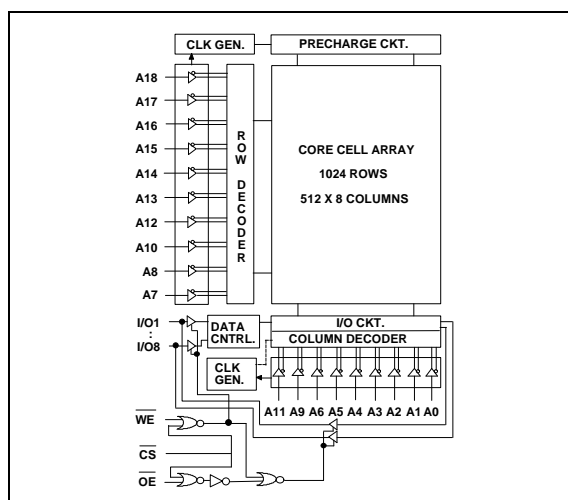 CLK GEN.
PRECHARGE CKT.
A18
A17
A16
A15
A14
A13
A12
A10
A8
A7
ROW DECODER
CORE CELL ARRAY
1024 ROWS
512 X 8 COLUMNS
I/O1
:
I/O8
DATA
CNTRL.
I/O CKT.
COLUMN DECODER
CLK
GEN.
A11 A9 A6 A5 A4 A3 A2 A1 A0
WE
CS
OE